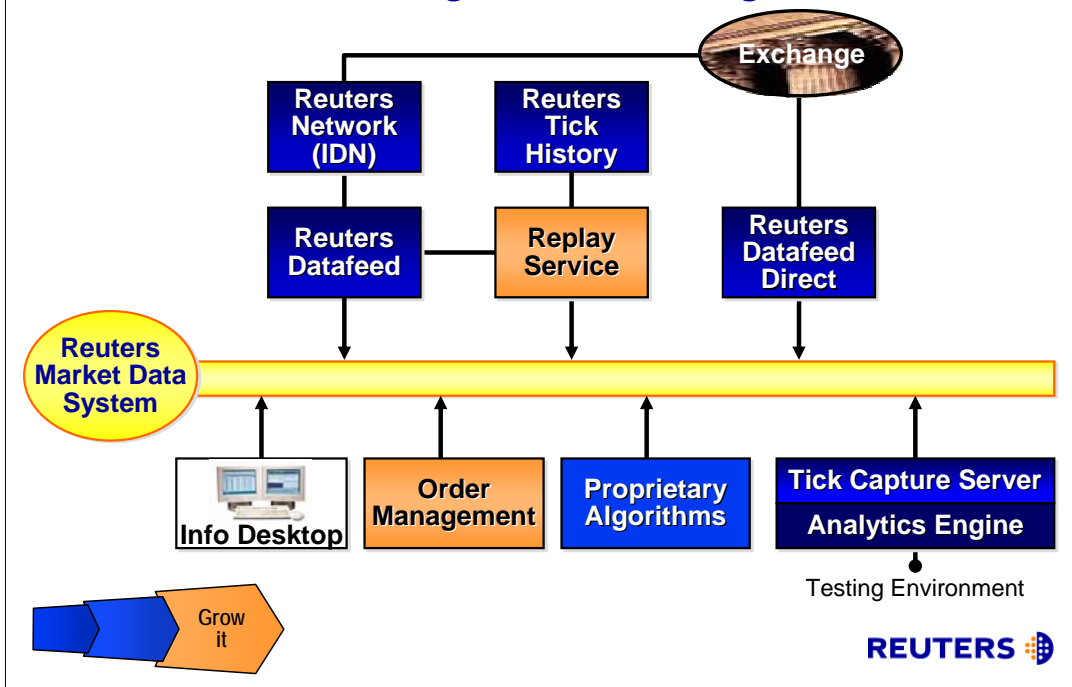 Exchange
Reuters
Network
(IDN)
Reuters
Tick
History
Reuters
Datafeed
Replay
Service
Reuters
Datafeed
Direct
Reuters
Market Data
System
Info Desktop
Order
Management
Proprietary
Algorithms
Tick Capture Server
Analytics Engine
Testing Environment
Grow
it
REUTERS